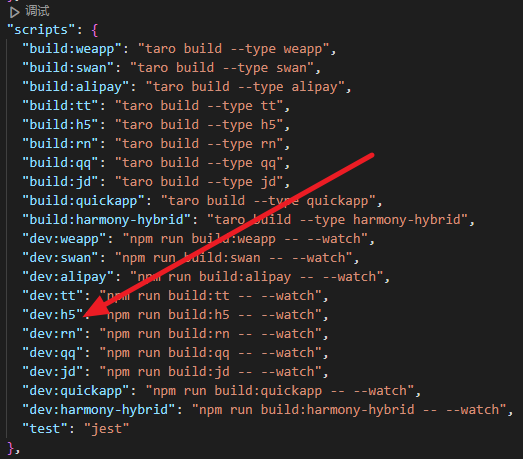 调试
"scripts": {
"build:weapp": "taro build --type weapp",
"build:swan": "taro build --type swan",
"build:alipay": "taro build --type alipay",
"build:tt": "taro build --type tt",
"build:h5": "taro build --type h5",
"build:rn": "taro build --type rn",
"build:qq": "taro build --type qq",
"build:jd": "taro build --type jd",
"build:quickapp": "taro build --type quickapp",
"build:harmony-hybrid": "taro build --type harmony-hybrid",
"dev:weapp": "npm run build:weapp -- --watch",
"dev:swan": "npm run build:swan -- --watch",
"dev:alipay": "npm run build:alipay -- --watch",
"dev:tt": "npm run build:tt -- --watch",
"dev:h5": "npm run build:h5 -- --watch",
"dev:rn": "npm run build:rn -- --watch",
"dev:qq": "npm run build:qq -- --watch",
"dev:jd": "npm run build:jd -- --watch",
"dev:quickapp": "npm run build:quickapp -- --watch",
"dev:harmony-hybrid": "npm run build:harmony-hybrid -- --watch",
"test": "jest"
},